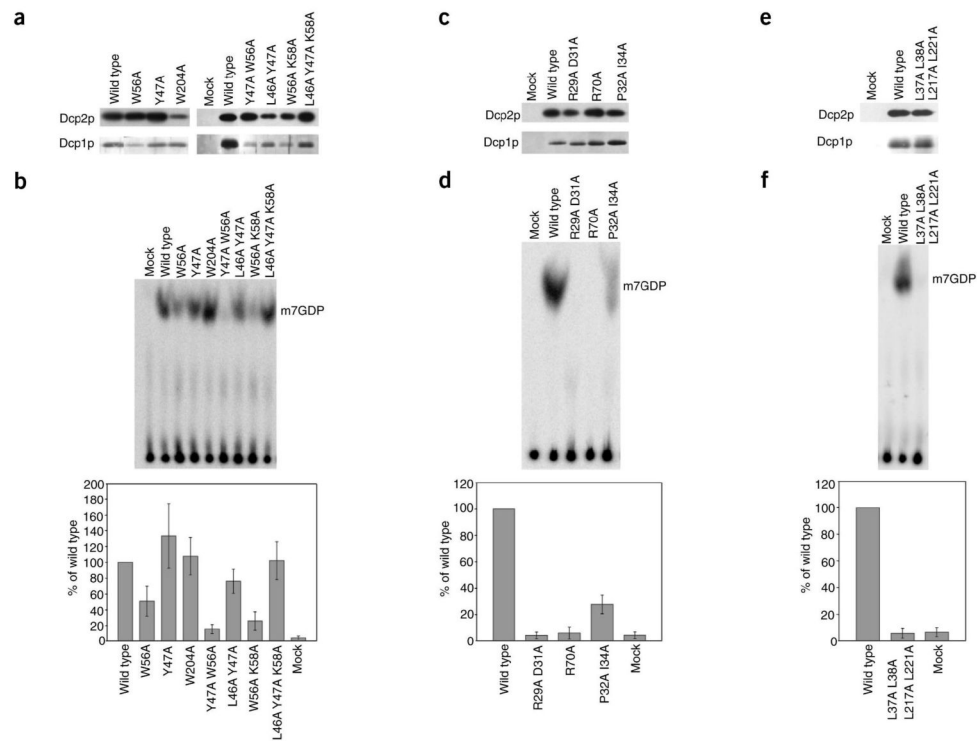 a
Wild type
W56A
Y47A
W204A
Mock
Wild type
Y47A W56A
L46A Y47A
W56A K58A
L46A Y47A K58A
Dcp2p
Dcp1p
b
Mock
Wild type
W56A
Y47A
W204A
Y47A W56A
L46A Y47A
W56A K58A
L46A Y47A K58A
m7GDP
% of wild type
200
180
160
140
120
100
80
60
40
20
0
Wild type
W56A
Y47A
W204A
Y47A W56A
L46A Y47A
W56A K58A
L46A Y47A K58A
Mock
c
Mock
Wild type
R29A D31A
R70A
P32A I34A
Dcp2p
Dcp1p
d
Mock
Wild type
R29A D31A
R70A
P32A I34A
m7GDP
% of wild type
120
100
80
60
40
20
0
Wild type
R29A D31A
R70A
P32A I34A
Mock
e
Mock
Wild type
L37A L38A
L217A L221A
Dcp2p
Dcp1p
f
Mock
Wild type
L37A L38A
L217A L221A
m7GDP
% of wild type
120
100
80
60
40
20
0
Wild type
L37A L38A
L217A L221A
Mock